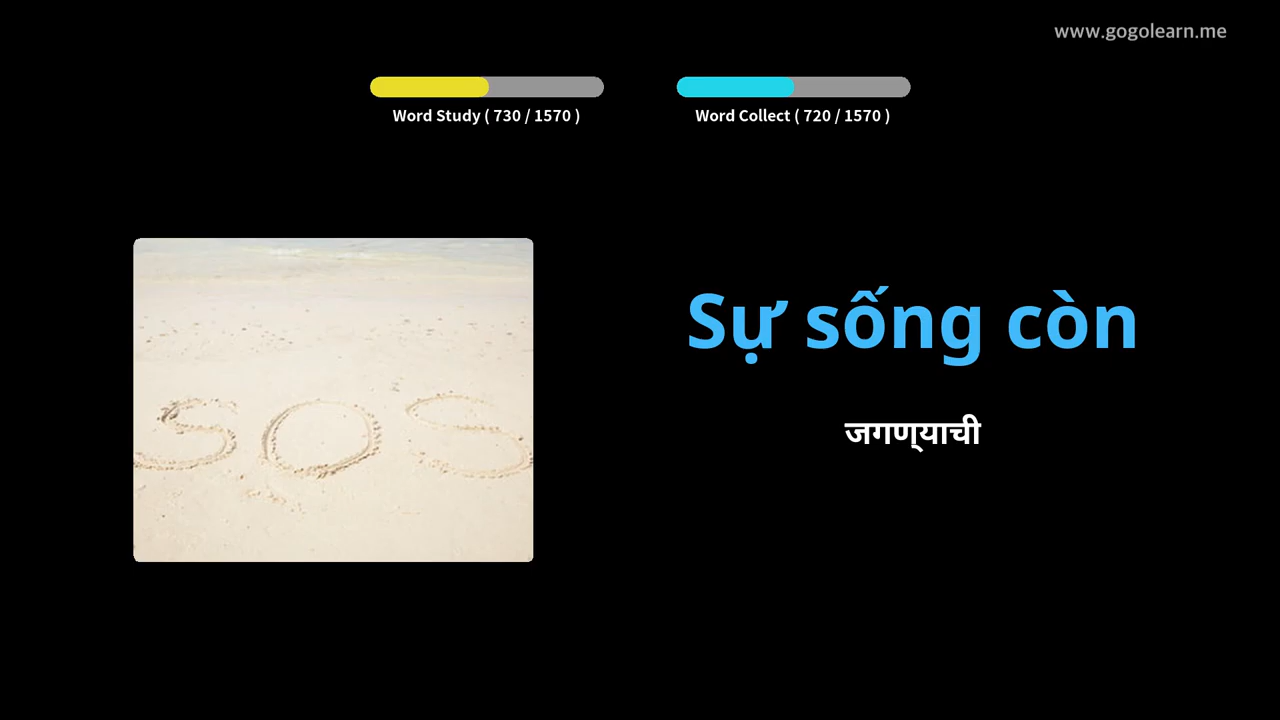 www.gogolearn.me
Word Study ( 730 / 1570 )
Word Collect ( 720 / 1570 )
SOS
Sự sống còn
जगण्याची